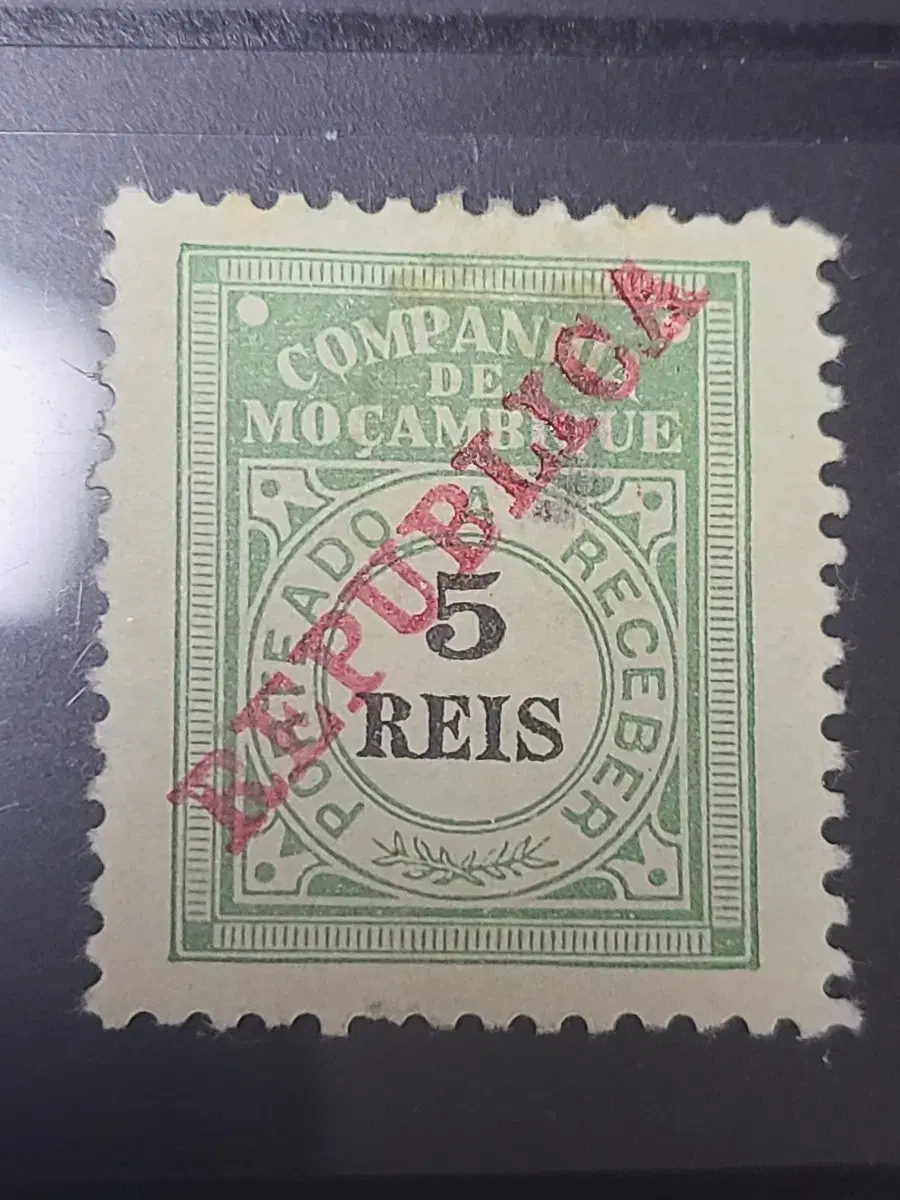 COMPANHIA
DE
MOÇAMBIQUE
PORTEADO A RECEBER
5
REIS
REPUBLICA